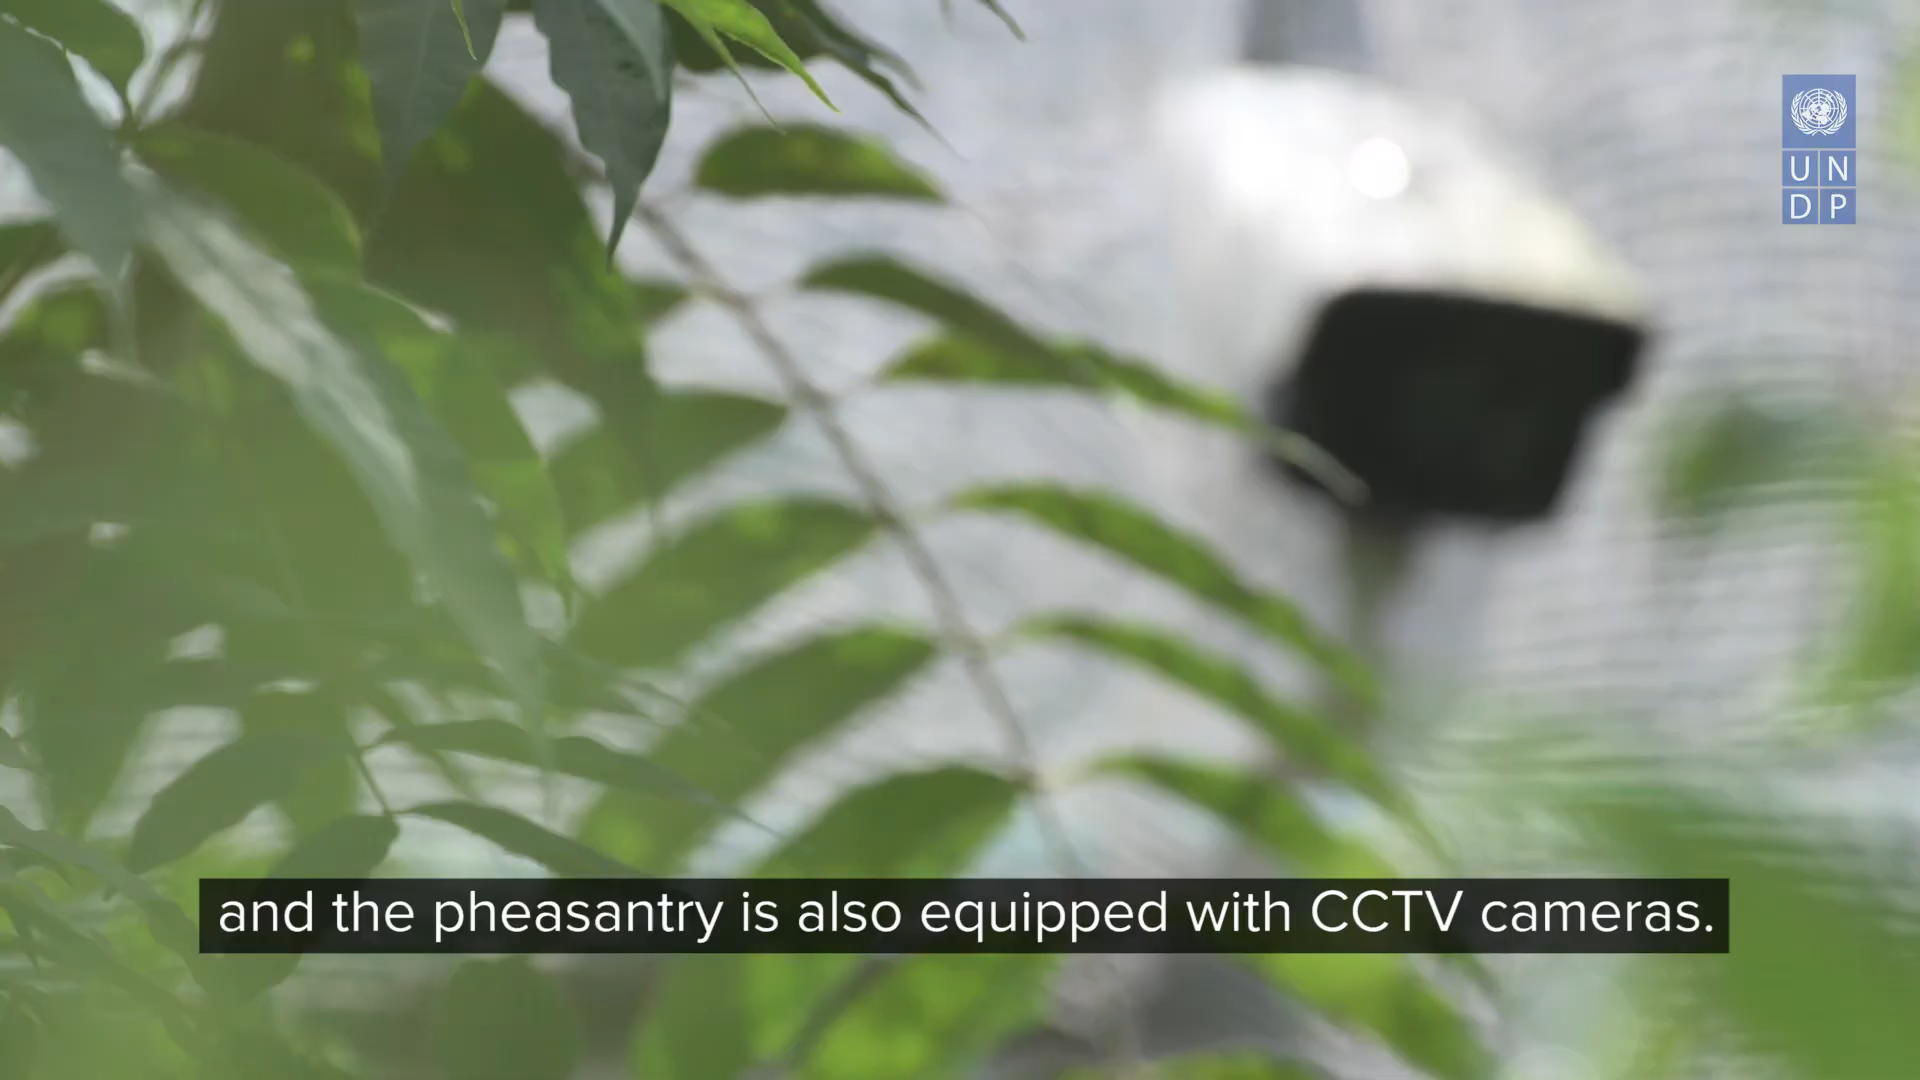 UN
DP
and the pheasantry is also equipped with CCTV cameras.